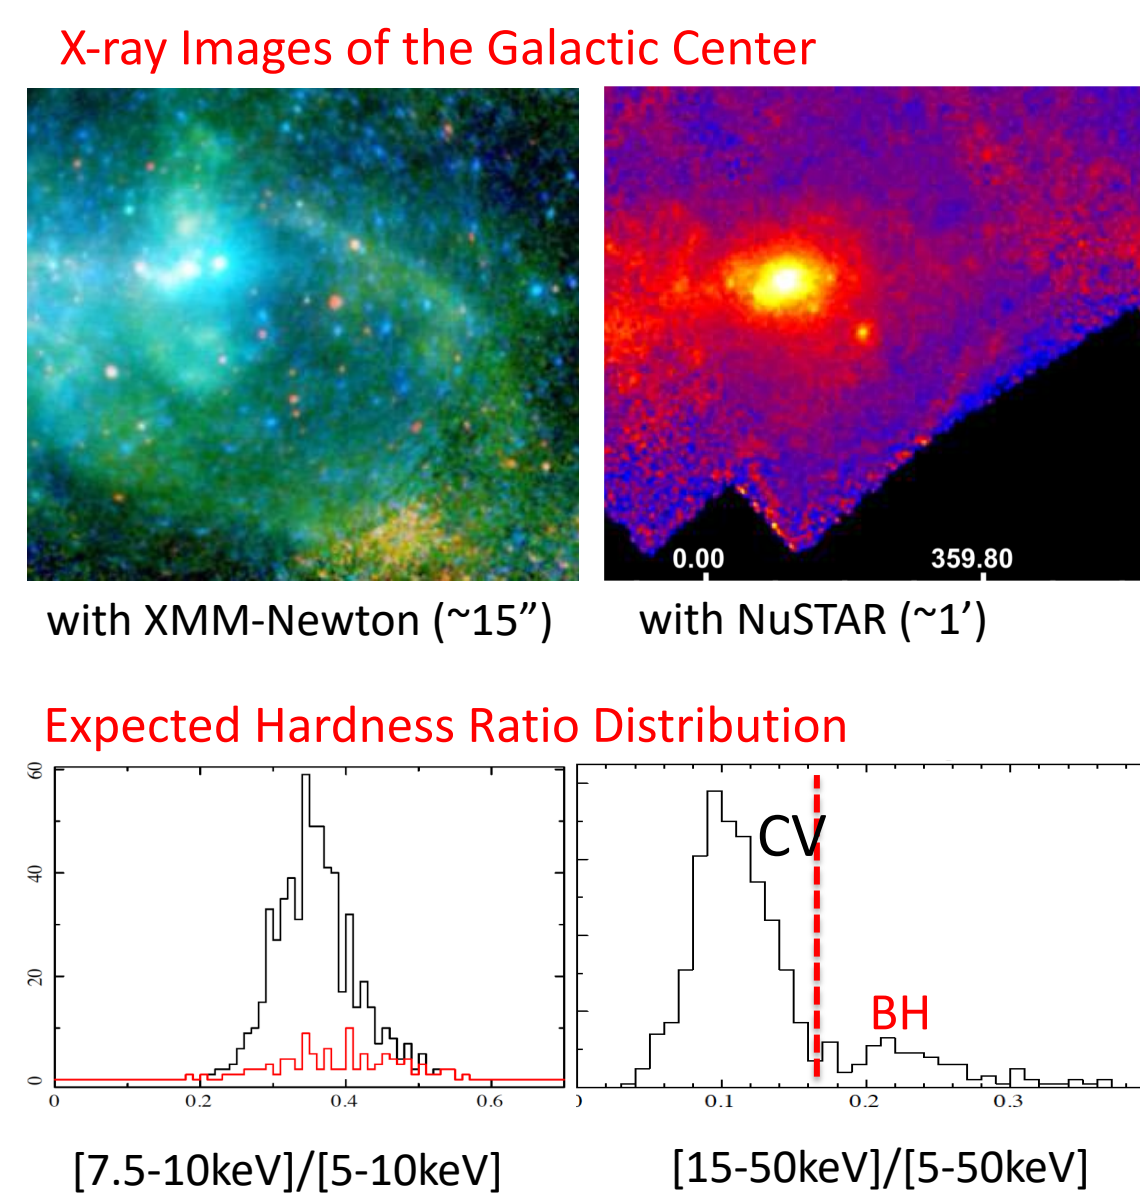 X-ray Images of the Galactic Center
0.00
359.80
with XMM-Newton (~15”)
with NuSTAR (~1’)
Expected Hardness Ratio Distribution
60
40
20
0
0
0.2
0.4
0.6
CV
BH
0.1
0.2
0.3
[7.5-10keV]/[5-10keV]
[15-50keV]/[5-50keV]